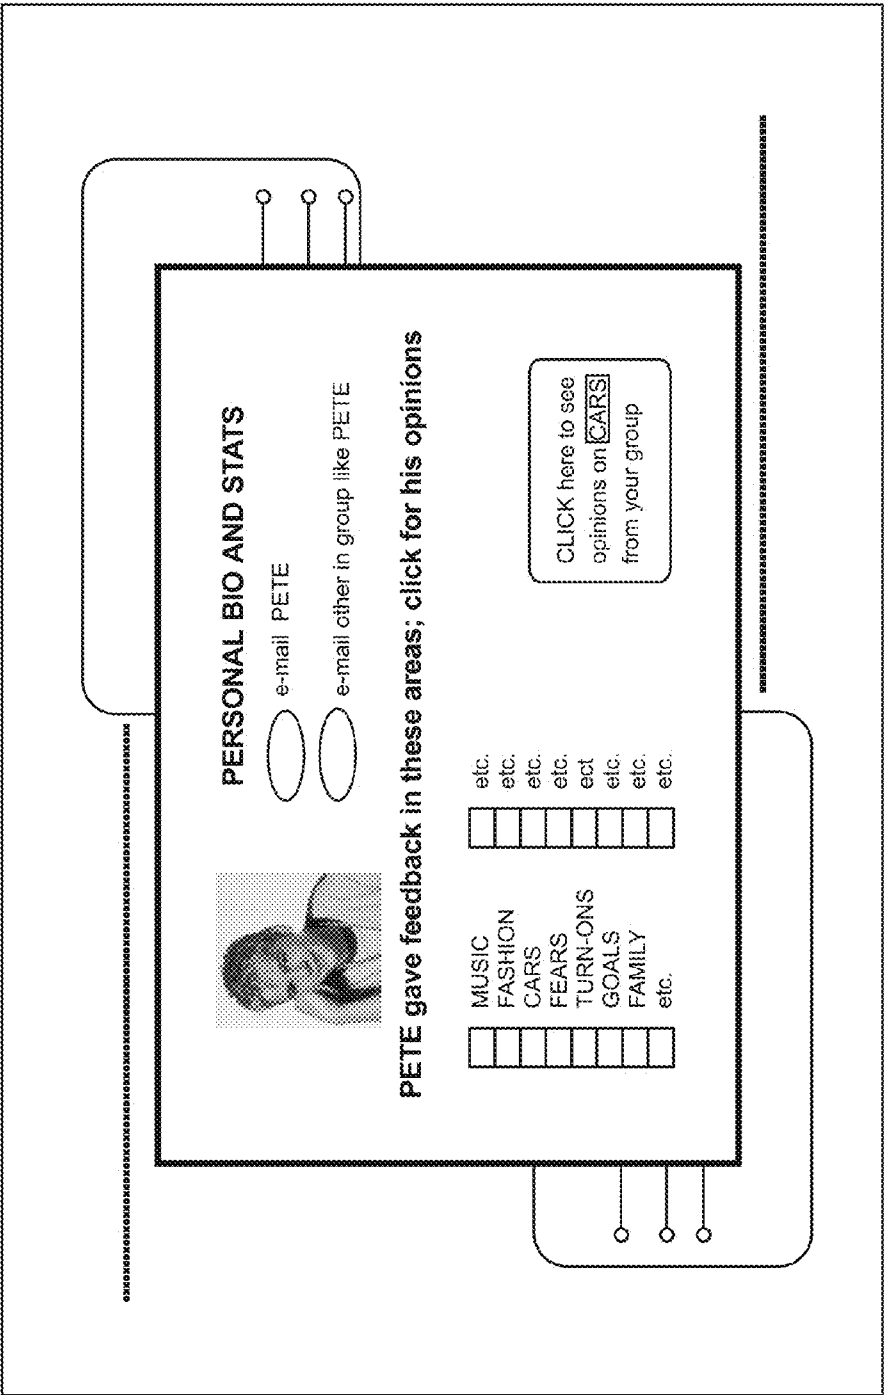 PERSONAL BIO AND STATS
e-mail PETE
e-mail other in group like PETE
PETE gave feedback in these areas; click for his opinions
MUSIC
FASHION
CARS
FEARS
TURN-ONS
GOALS
FAMILY
etc.
etc.
etc.
etc.
etc.
ect
etc.
etc.
etc.
CLICK here to see
opinions on CARS
from your group